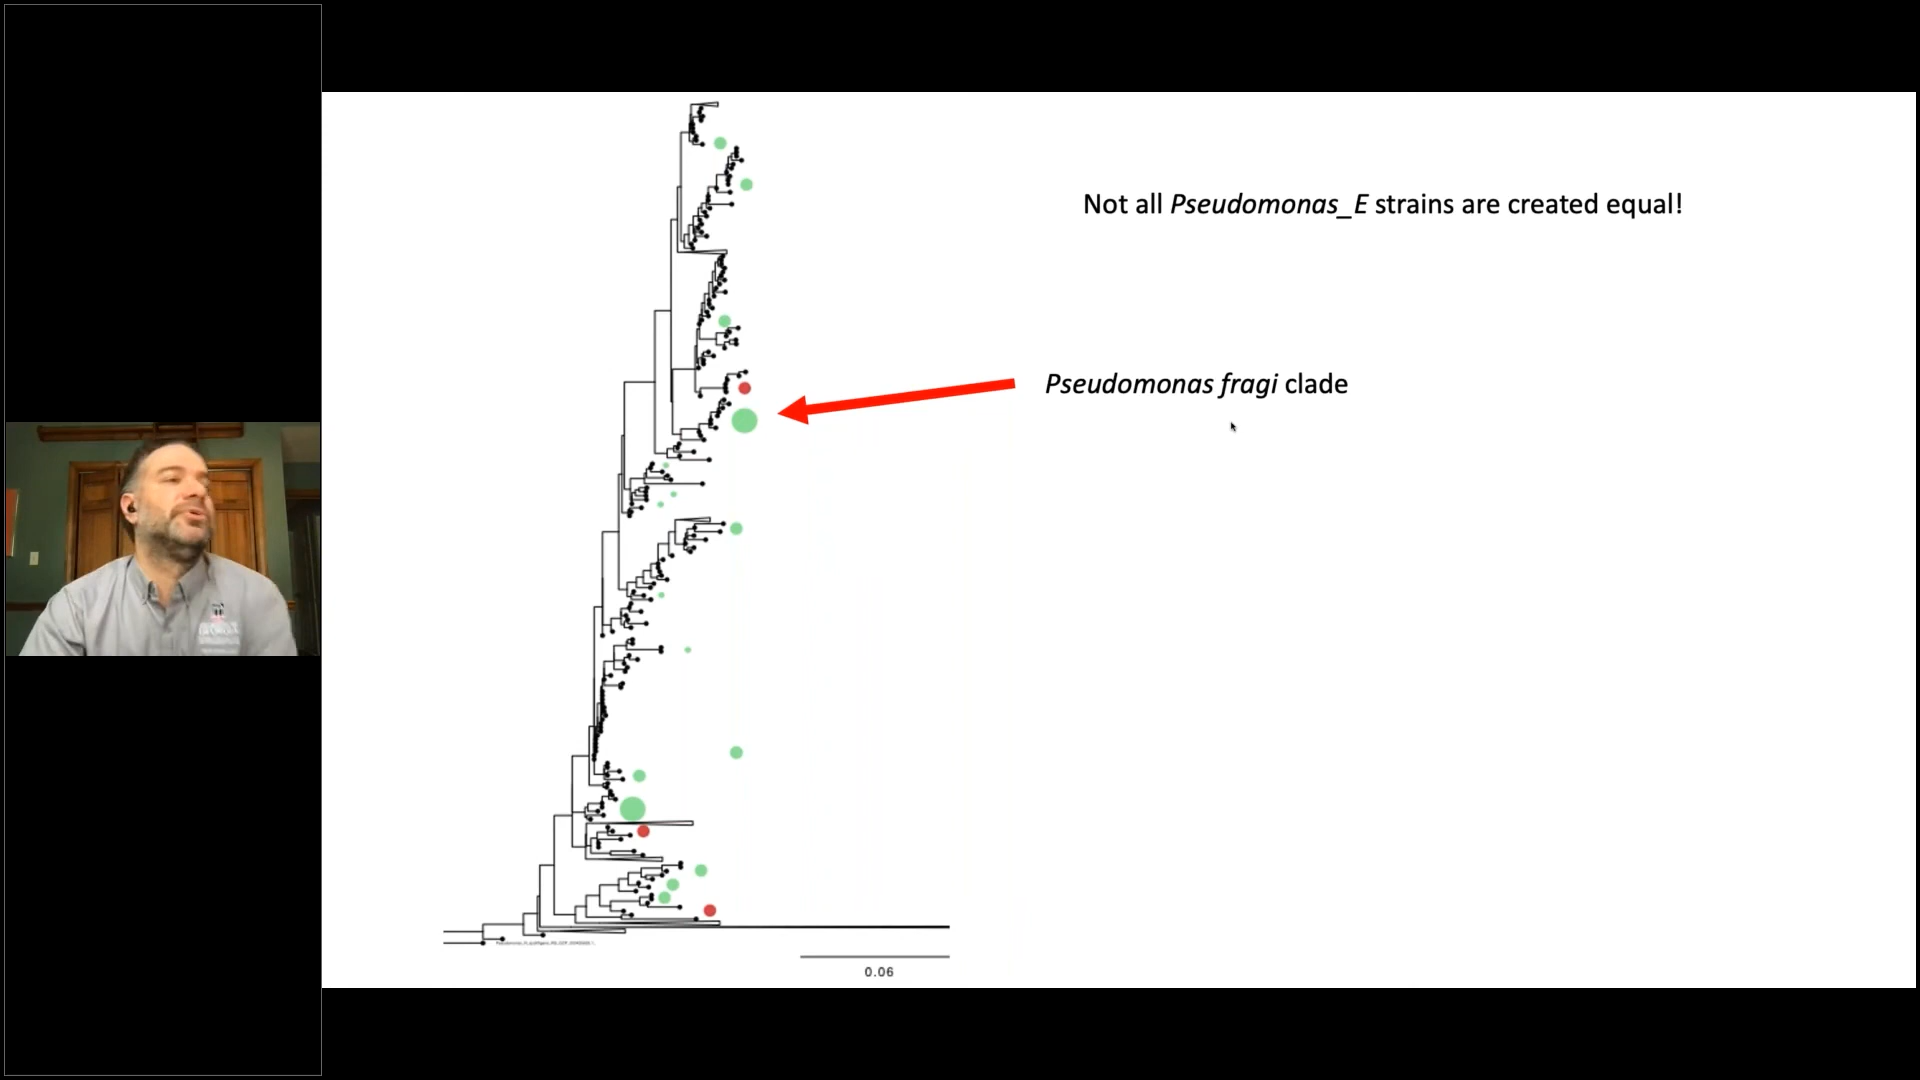 Not all Pseudomonas_E strains are created equal!
Pseudomonas fragi clade
0.06